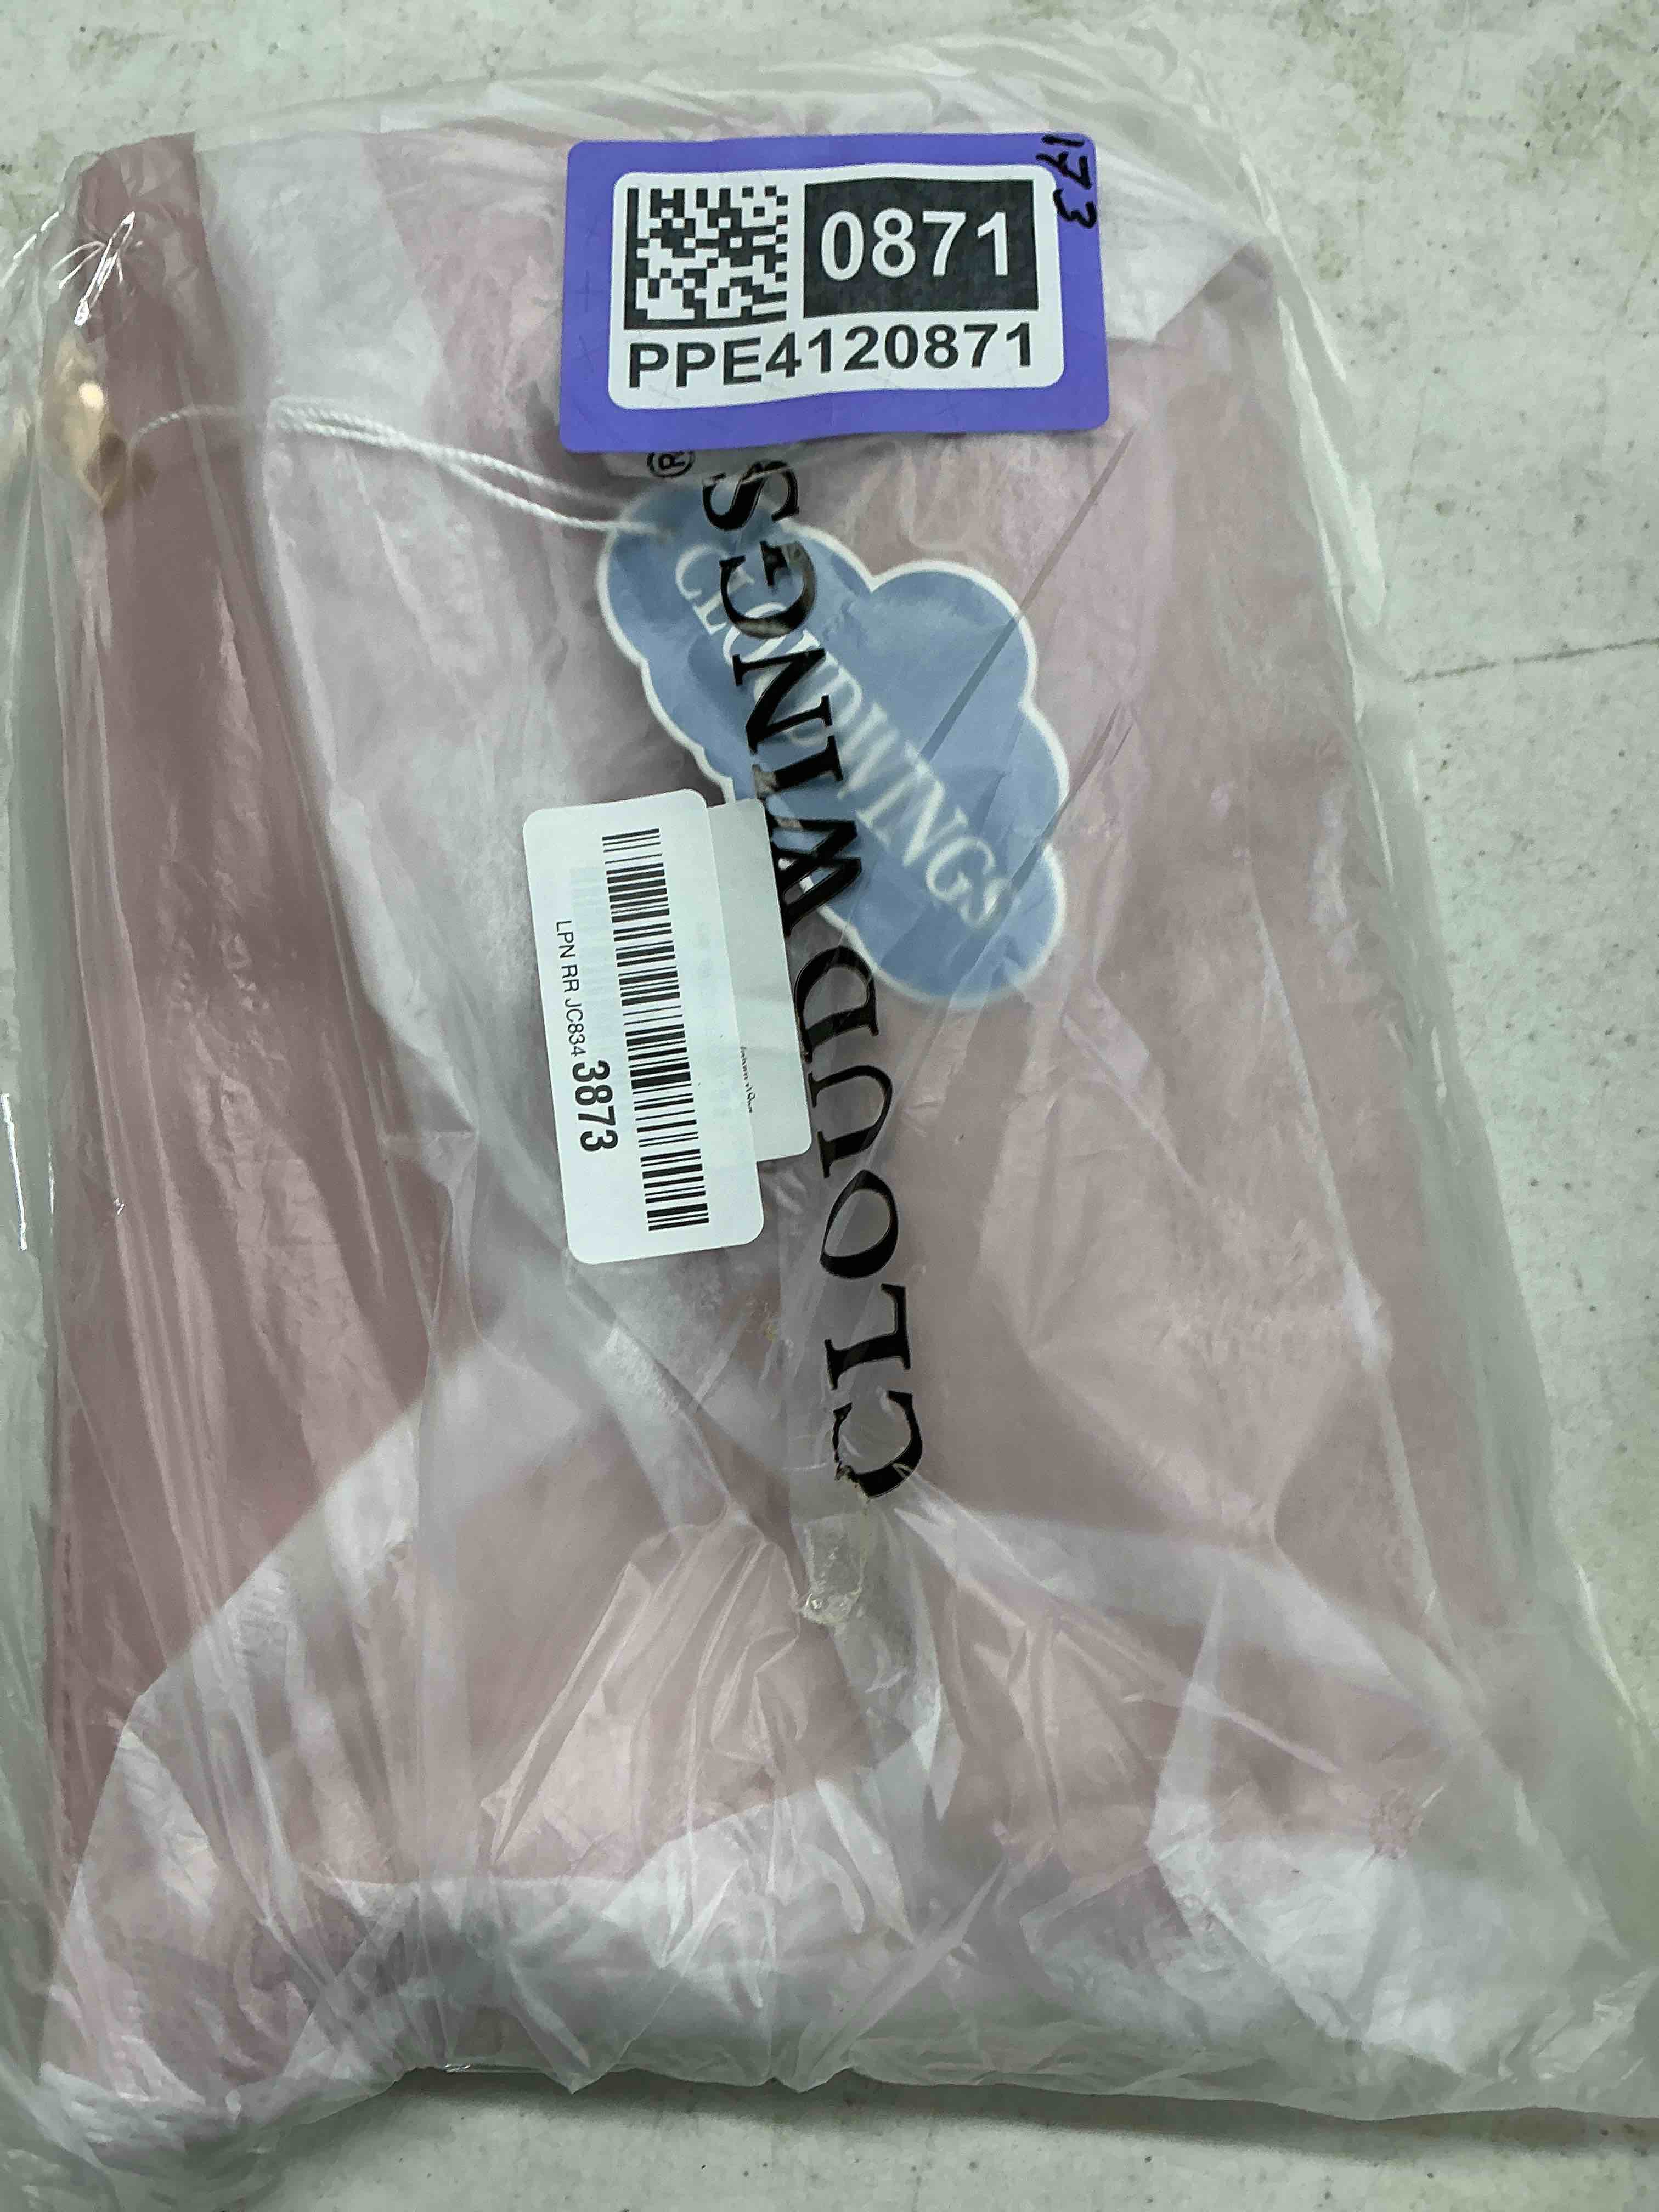 173
0871
PPE4120871
CLOUDWINGS®
CLOUDWINGS
LPN RR JC834 3873